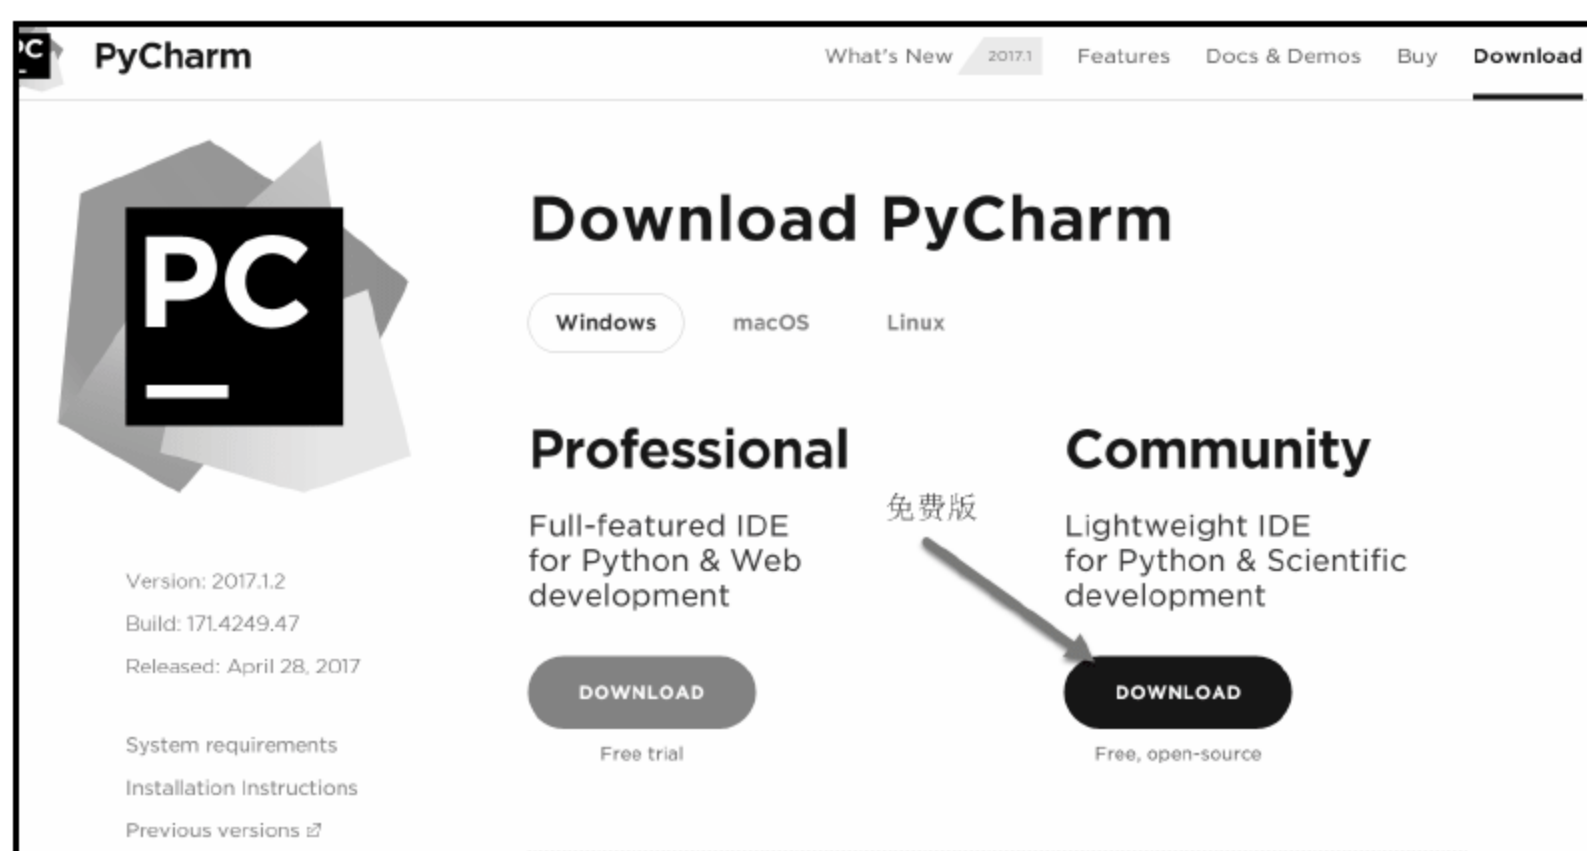 PC
PyCharm
What's New 2017.1 Features Docs & Demos Buy Download
PC
Download PyCharm
Windows macOS Linux
Professional
Full-featured IDE
for Python & Web
development
DOWNLOAD
Free trial
免费版
Community
Lightweight IDE
for Python & Scientific
development
DOWNLOAD
Free, open-source
Version: 2017.1.2
Build: 171.4249.47
Released: April 28, 2017
System requirements
Installation Instructions
Previous versions